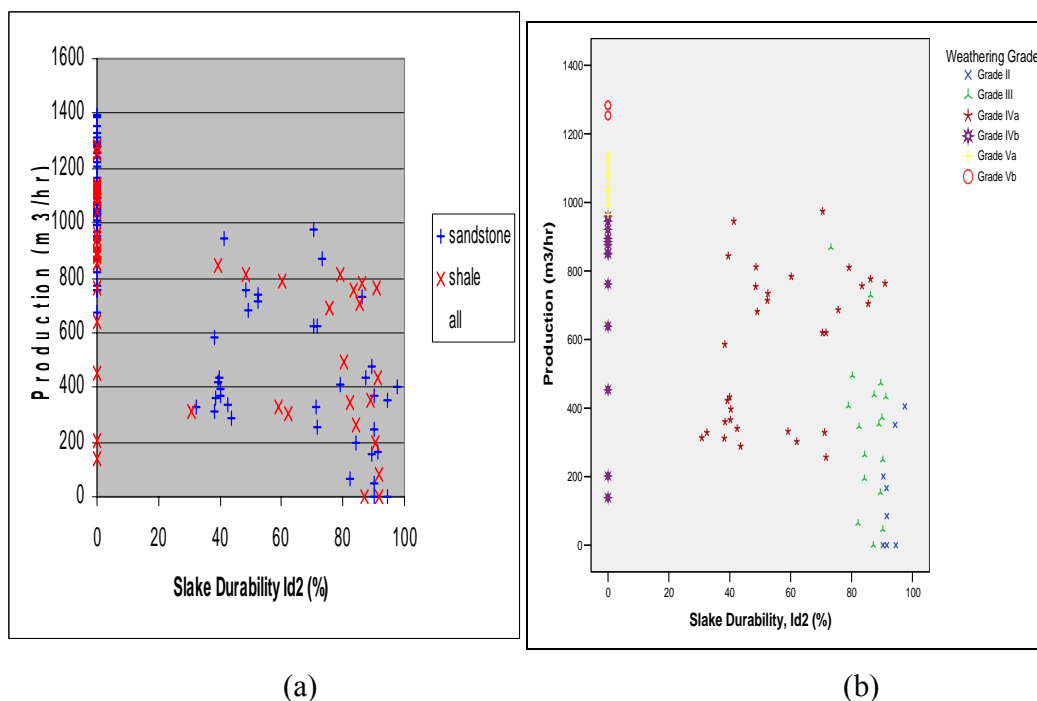 1600
1400
1200
1000
800
600
400
200
0
Production (m3/hr)
0 20 40 60 80 100
Slake Durability Id2 (%)
sandstone
shale
all
(a)
1400
1200
1000
800
600
400
200
0
Production (m3/hr)
0 20 40 60 80 100
Slake Durability, Id2 (%)
Weathering Grade
Grade II
Grade III
Grade IVa
Grade IVb
Grade Va
Grade Vb
(b)